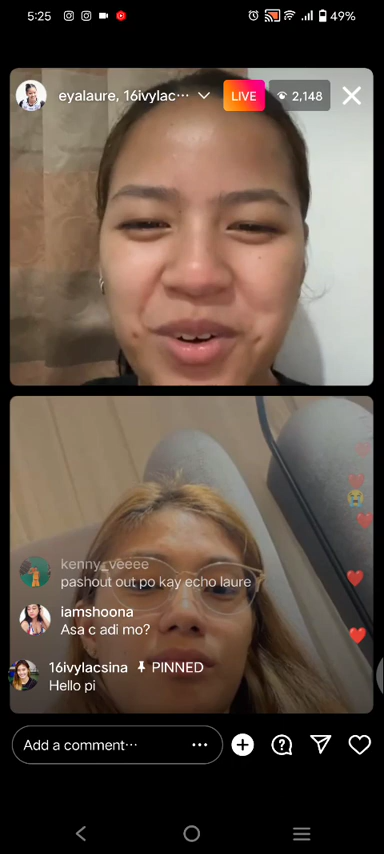 5:25
49%
eyalaure, 16ivylac···
LIVE
2,148
kenny_veeee
pashout out po kay echo laure
iamshoona
Asa c adi mo?
16ivylacsina PINNED
Hello pi
Add a comment···